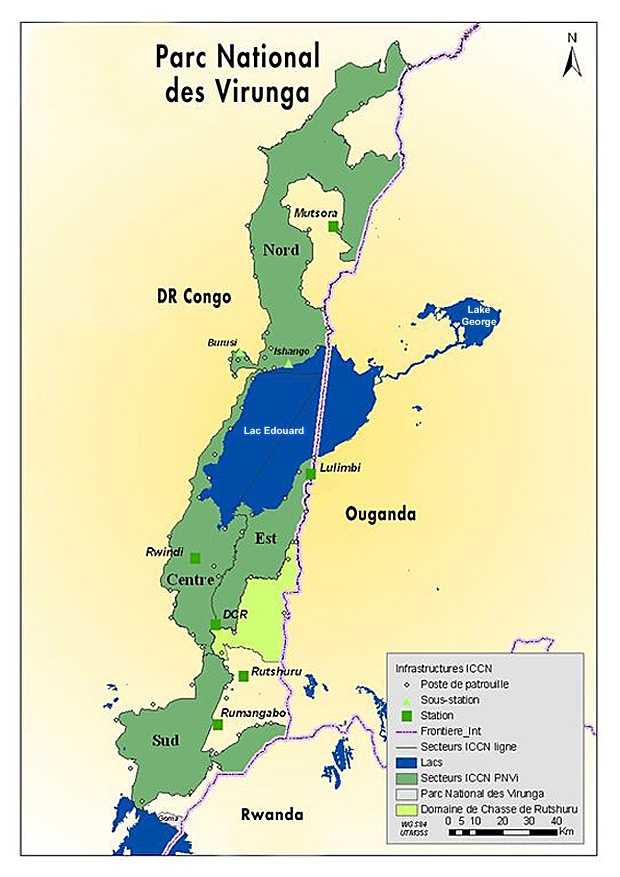 Parc National
des Virunga
N
Mutsora
Nord
DR Congo
Lake
George
Burusi
Ishango
Lac Edouard
Lulimbi
Ouganda
Est
Rwindi
Centre
DCR
Rutshuru
Rumangabo
Sud
Goma
Rwanda
Infrastructures ICCN
Poste de patrouille
Sous-station
Station
Frontiere_Int
Secteurs ICCN ligne
Lacs
Secteurs ICCN PNVi
Parc National des Virunga
Domaine de Chasse de Rutshuru
WGS84
UTM35S
0 5 10 20 30 40
Km